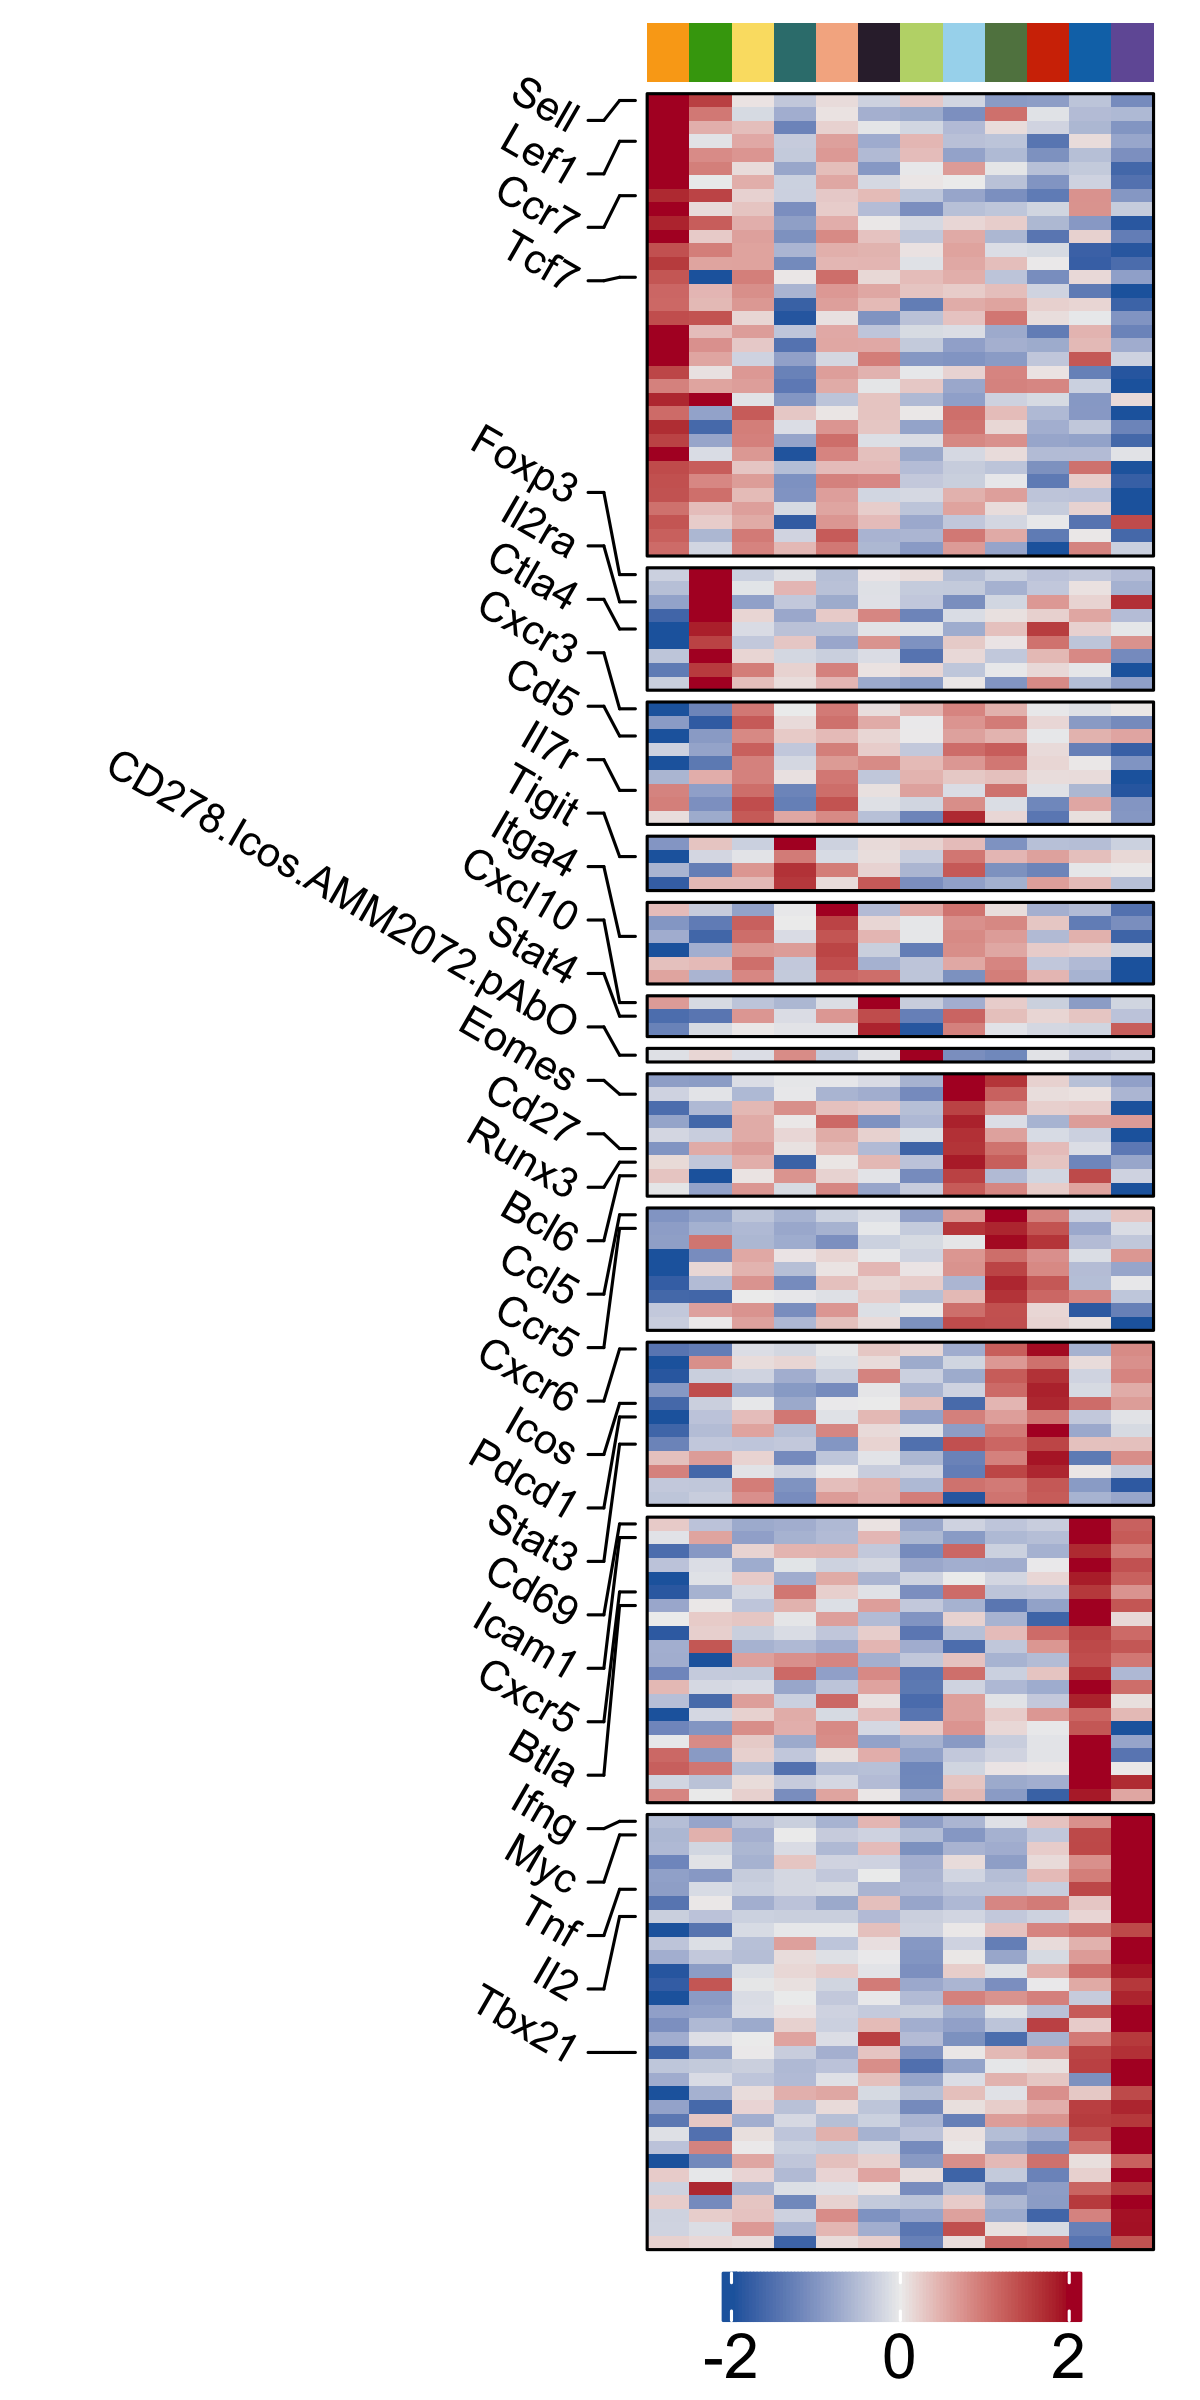 Sell
Lef1
Ccr7
Tcf7
Foxp3
Il2ra
Ctla4
Cxcr3
Cd5
Il7r
Tigit
Itga4
Cxcl10
Stat4
CD278.Icos.AMM2072.pAbO
Eomes
Cd27
Runx3
Bcl6
Ccl5
Ccr5
Cxcr6
Icos
Pdcd1
Stat3
Cd69
Icam1
Cxcr5
Btla
Ifng
Myc
Tnf
Il2
Tbx21
-2 0 2